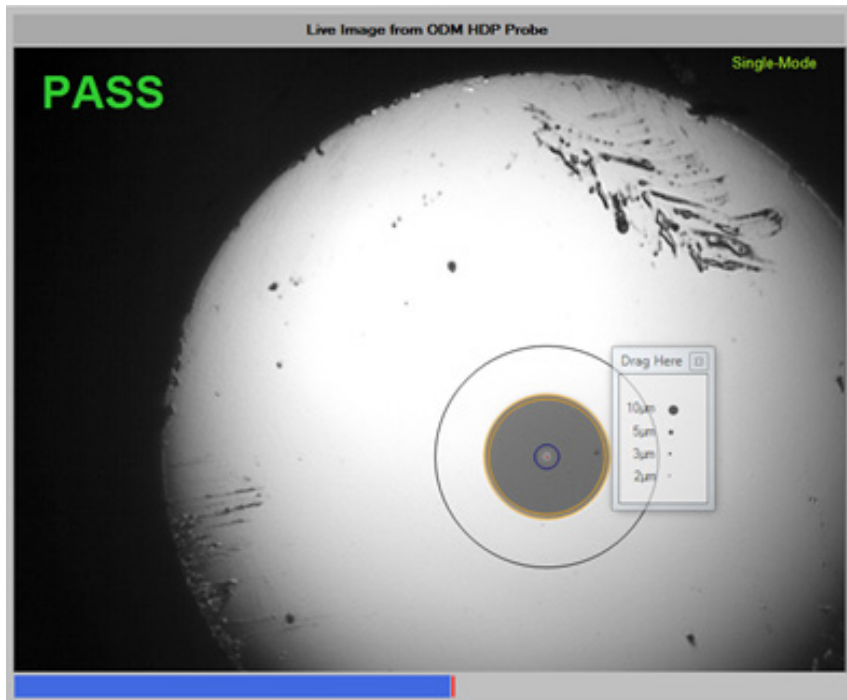 Live Image from ODM HDP Probe
PASS
Single-Mode
Drag Here
10µm
5µm
3µm
2µm